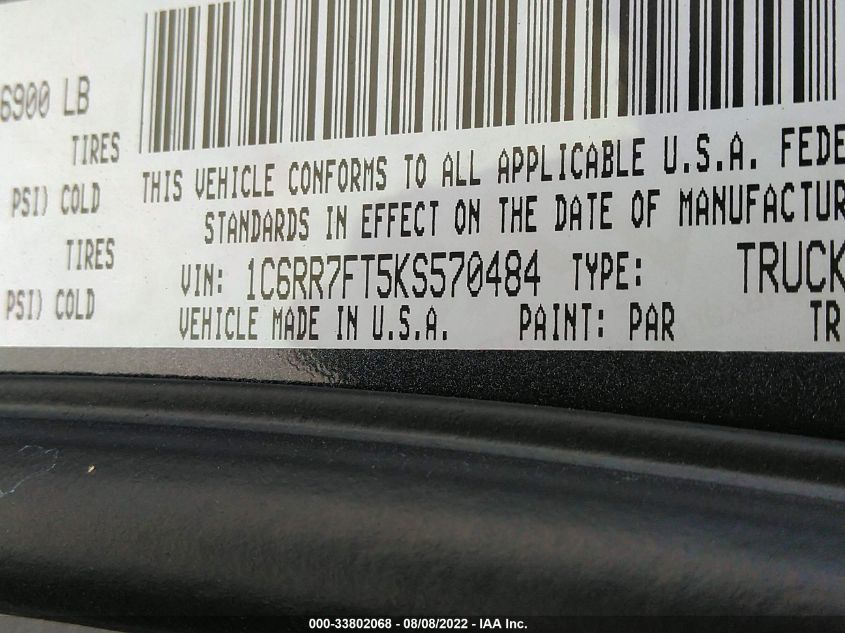 6900 LB
TIRES
PSI) COLD
TIRES
PSI) COLD
THIS VEHICLE CONFORMS TO ALL APPLICABLE U.S.A. FEDE
STANDARDS IN EFFECT ON THE DATE OF MANUFACTUR
VIN: 1C6RR7FT5KS570484 TYPE: TRUCK
VEHICLE MADE IN U.S.A. PAINT: PAR TR
000-33802068 - 08/08/2022 - IAA Inc.